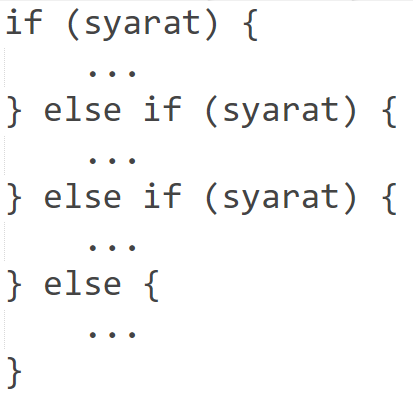 if (syarat) {
    ...
} else if (syarat) {
    ...
} else if (syarat) {
    ...
} else {
    ...
}